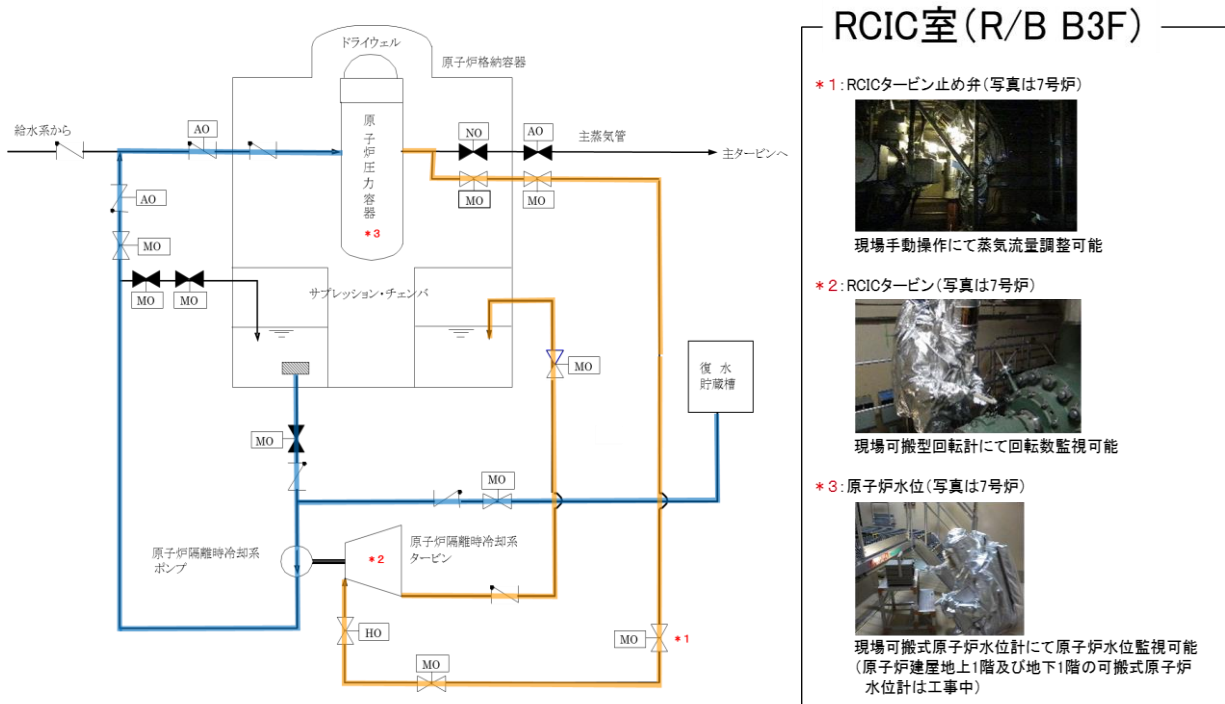 RCIC室(R/B B3F)
ドライウェル
原子炉格納容器
給水系から
AO
NO
AO
主蒸気管
主タービンへ
原子炉圧力容器
*3
AO
MO
MO
MO
MO
MO
サプレッション・チェンバ
MO
復水
貯蔵槽
MO
MO
原子炉隔離時冷却系
ポンプ
*2
原子炉隔離時冷却系
タービン
HO
MO
*1
MO
*1:RCICタービン止め弁(写真は7号炉)
現場手動操作にて蒸気流量調整可能
*2:RCICタービン(写真は7号炉)
現場可搬型回転計にて回転数監視可能
*3:原子炉水位(写真は7号炉)
現場可搬式原子炉水位計にて原子炉水位監視可能
(原子炉建屋地上1階及び地下1階の可搬式原子炉
水位計は工事中)